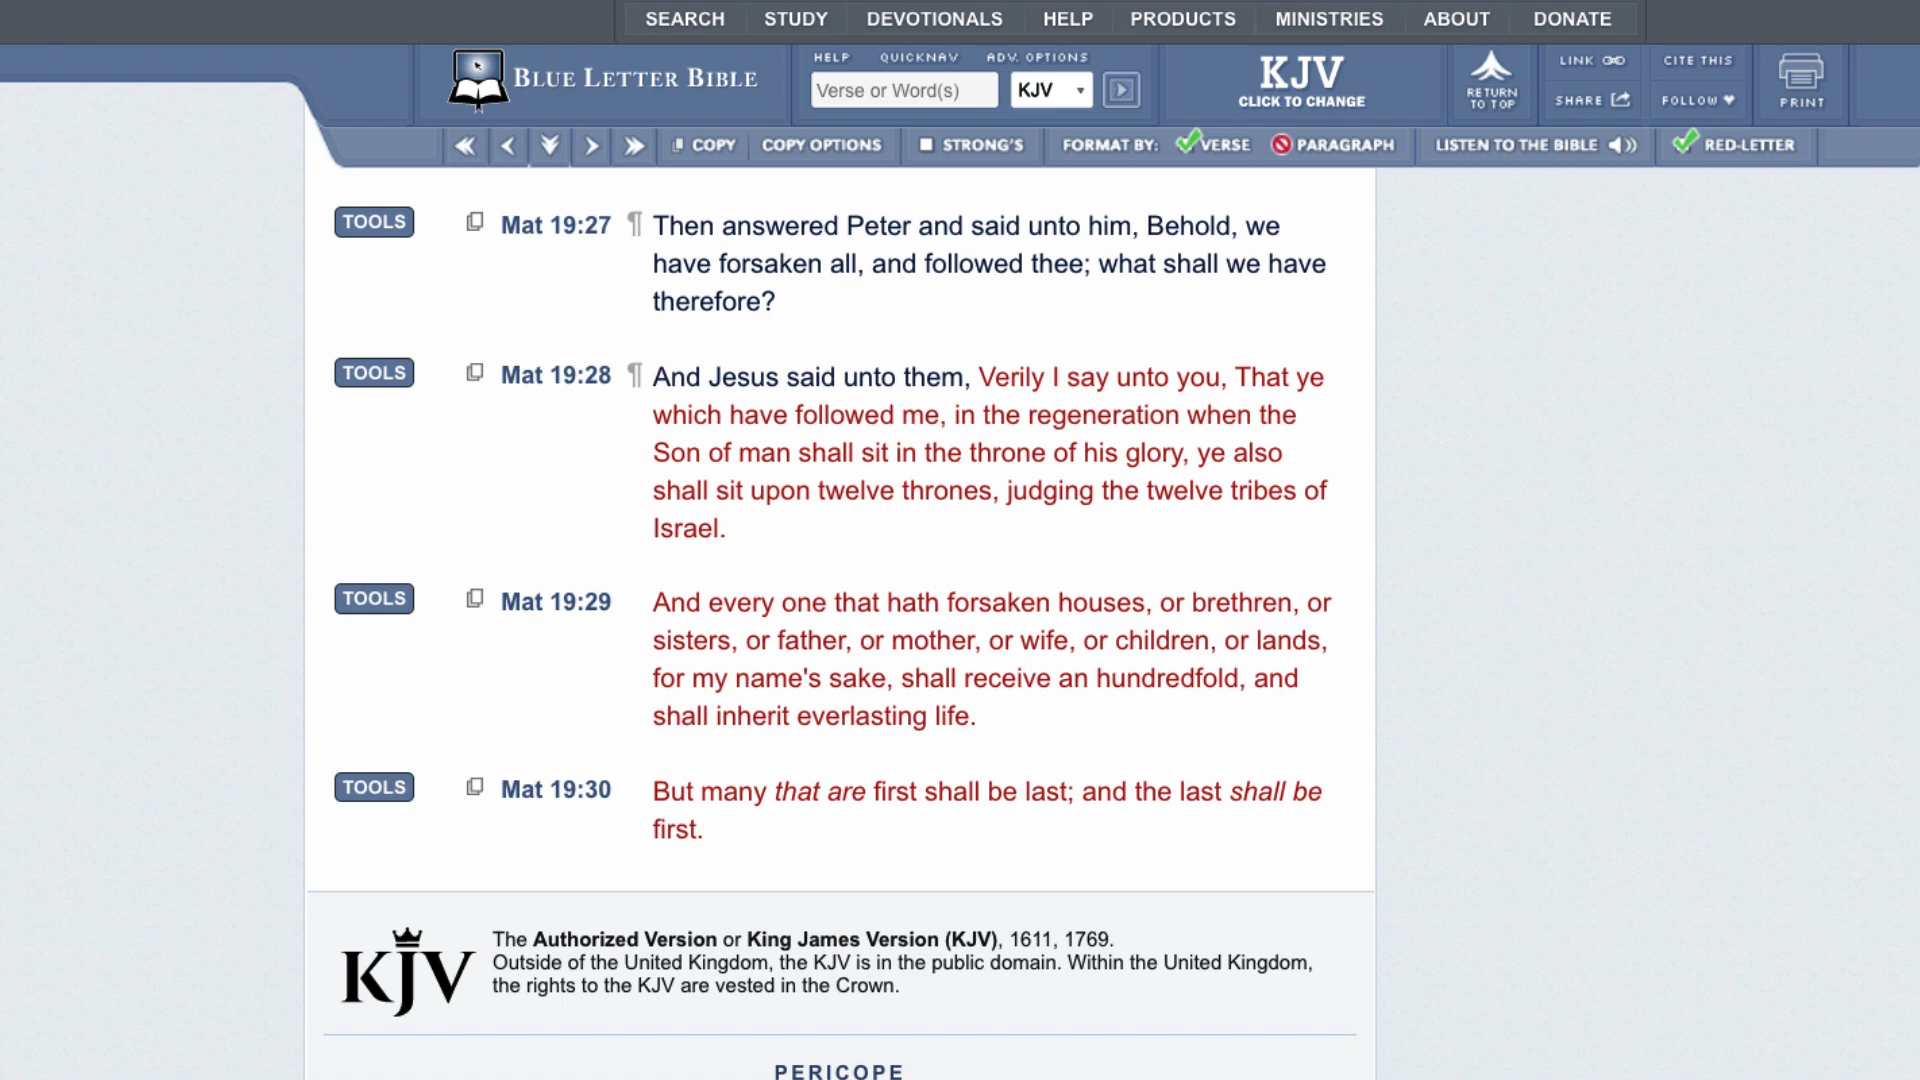 SEARCH STUDY DEVOTIONALS HELP PRODUCTS MINISTRIES ABOUT DONATE
BLUE LETTER BIBLE
HELP QUICKNAV ADV. OPTIONS
Verse or Word(s) KJV
KJV
CLICK TO CHANGE
RETURN
TO TOP
LINK CITE THIS
SHARE FOLLOW
PRINT
COPY COPY OPTIONS STRONG'S FORMAT BY: VERSE PARAGRAPH LISTEN TO THE BIBLE RED-LETTER
TOOLS Mat 19:27 ¶ Then answered Peter and said unto him, Behold, we
have forsaken all, and followed thee; what shall we have
therefore?
TOOLS Mat 19:28 ¶ And Jesus said unto them, Verily I say unto you, That ye
which have followed me, in the regeneration when the
Son of man shall sit in the throne of his glory, ye also
shall sit upon twelve thrones, judging the twelve tribes of
Israel.
TOOLS Mat 19:29 And every one that hath forsaken houses, or brethren, or
sisters, or father, or mother, or wife, or children, or lands,
for my name's sake, shall receive an hundredfold, and
shall inherit everlasting life.
TOOLS Mat 19:30 But many that are first shall be last; and the last shall be
first.
KJV
The Authorized Version or King James Version (KJV), 1611, 1769.
Outside of the United Kingdom, the KJV is in the public domain. Within the United Kingdom,
the rights to the KJV are vested in the Crown.
PERICOPE